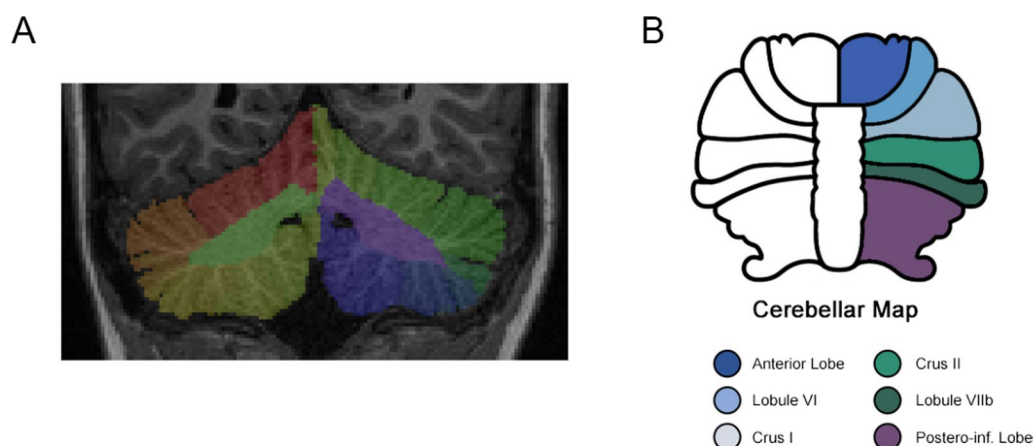 A
B
Cerebellar Map
Anterior Lobe
Crus II
Lobule VI
Lobule VIIb
Crus I
Postero-inf. Lobe